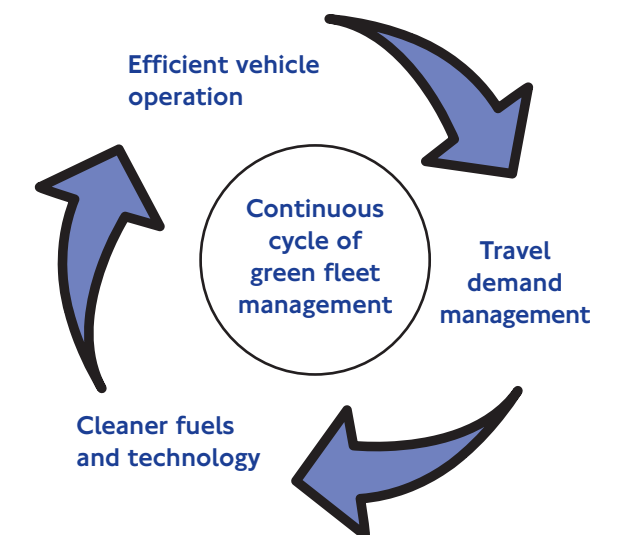 Efficient vehicle
operation
Continuous
cycle of
green fleet
management
Travel
demand
management
Cleaner fuels
and technology